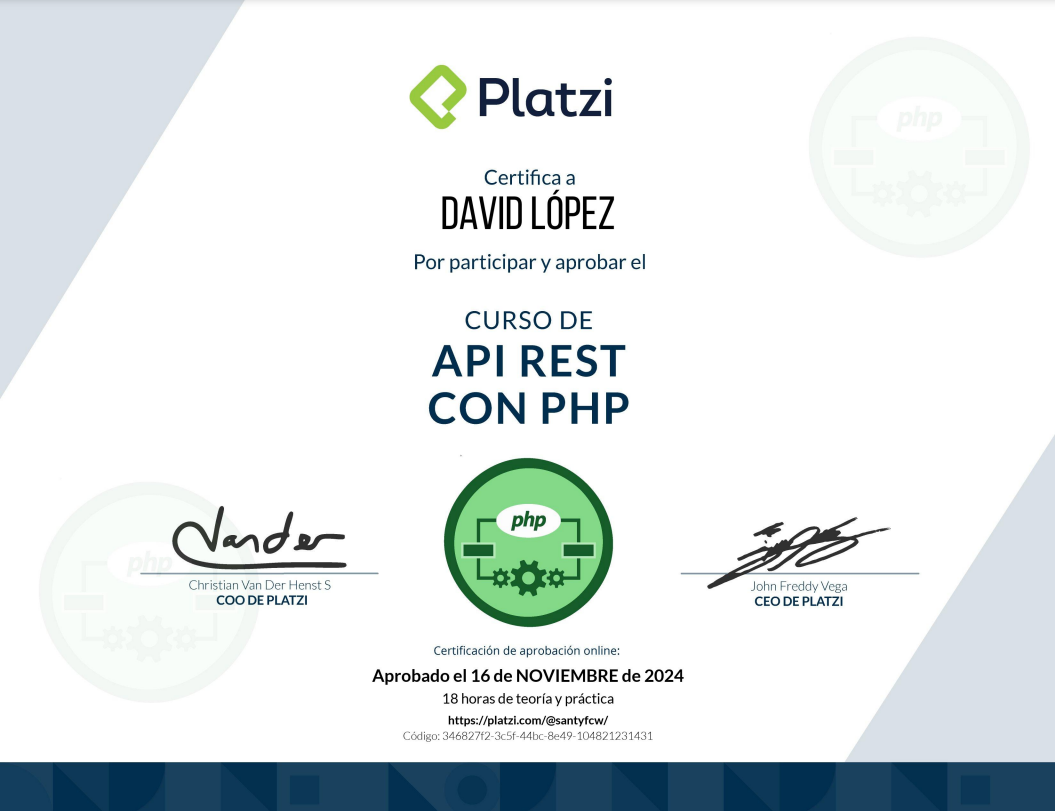 Platzi
php
Certifica a
DAVID LÓPEZ
Por participar y aprobar el
CURSO DE
API REST
CON PHP
php
php
Vander
Christian Van Der Henst S
COO DE PLATZI
John Freddy Vega
CEO DE PLATZI
Certificación de aprobación online:
Aprobado el 16 de NOVIEMBRE de 2024
18 horas de teoría y práctica
https://platzi.com/@santyfcw/
Código: 346827f2-3c5f-44bc-8e49-104821231431